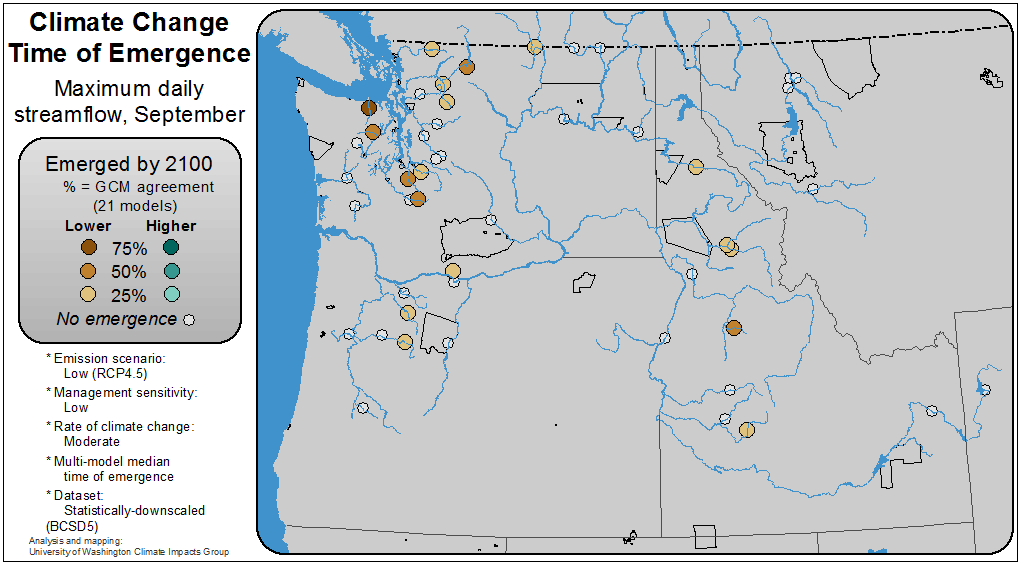 Climate Change
Time of Emergence
Maximum daily
streamflow, September
Emerged by 2100
% = GCM agreement
(21 models)
Lower Higher
75%
50%
25%
No emergence
* Emission scenario:
Low (RCP4.5)
* Management sensitivity:
Low
* Rate of climate change:
Moderate
* Multi-model median
time of emergence
* Dataset:
Statistically-downscaled
(BCSD5)
Analysis and mapping:
University of Washington Climate Impacts Group